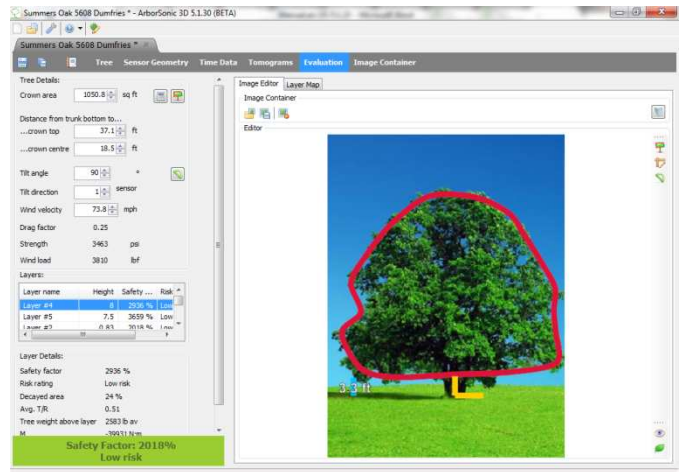 Summers Oak 5608 Dumfries * - ArborSonic 3D 5.1.30 (BETA)
Summers Oak 5608 Dumfries *
Tree Sensor Geometry Time Data Tomograms Evaluation Image Container
Tree Details:
Crown area 1050.8 sq ft
Distance from trunk bottom to...
...crown top 37.1 ft
...crown centre 18.5 ft
Tilt angle 90 °
Tilt direction 1 sensor
Wind velocity 73.8 mph
Drag factor 0.25
Strength 3463 psi
Wind load 3810 lbf
Layers:
Layer name Height Safety ... Risk
Layer #4 8 2936 % Low
Layer #5 7.5 3659 % Low
Layer #2 0.83 2018 % Low
Layer Details:
Safety factor 2936 %
Risk rating Low risk
Decayed area 24 %
Avg. T/R 0.51
Tree weight above layer 2583 lb av
M -39931 N·m
Safety Factor: 2018%
Low risk
Image Editor Layer Map
Image Container
Editor
3.3 ft